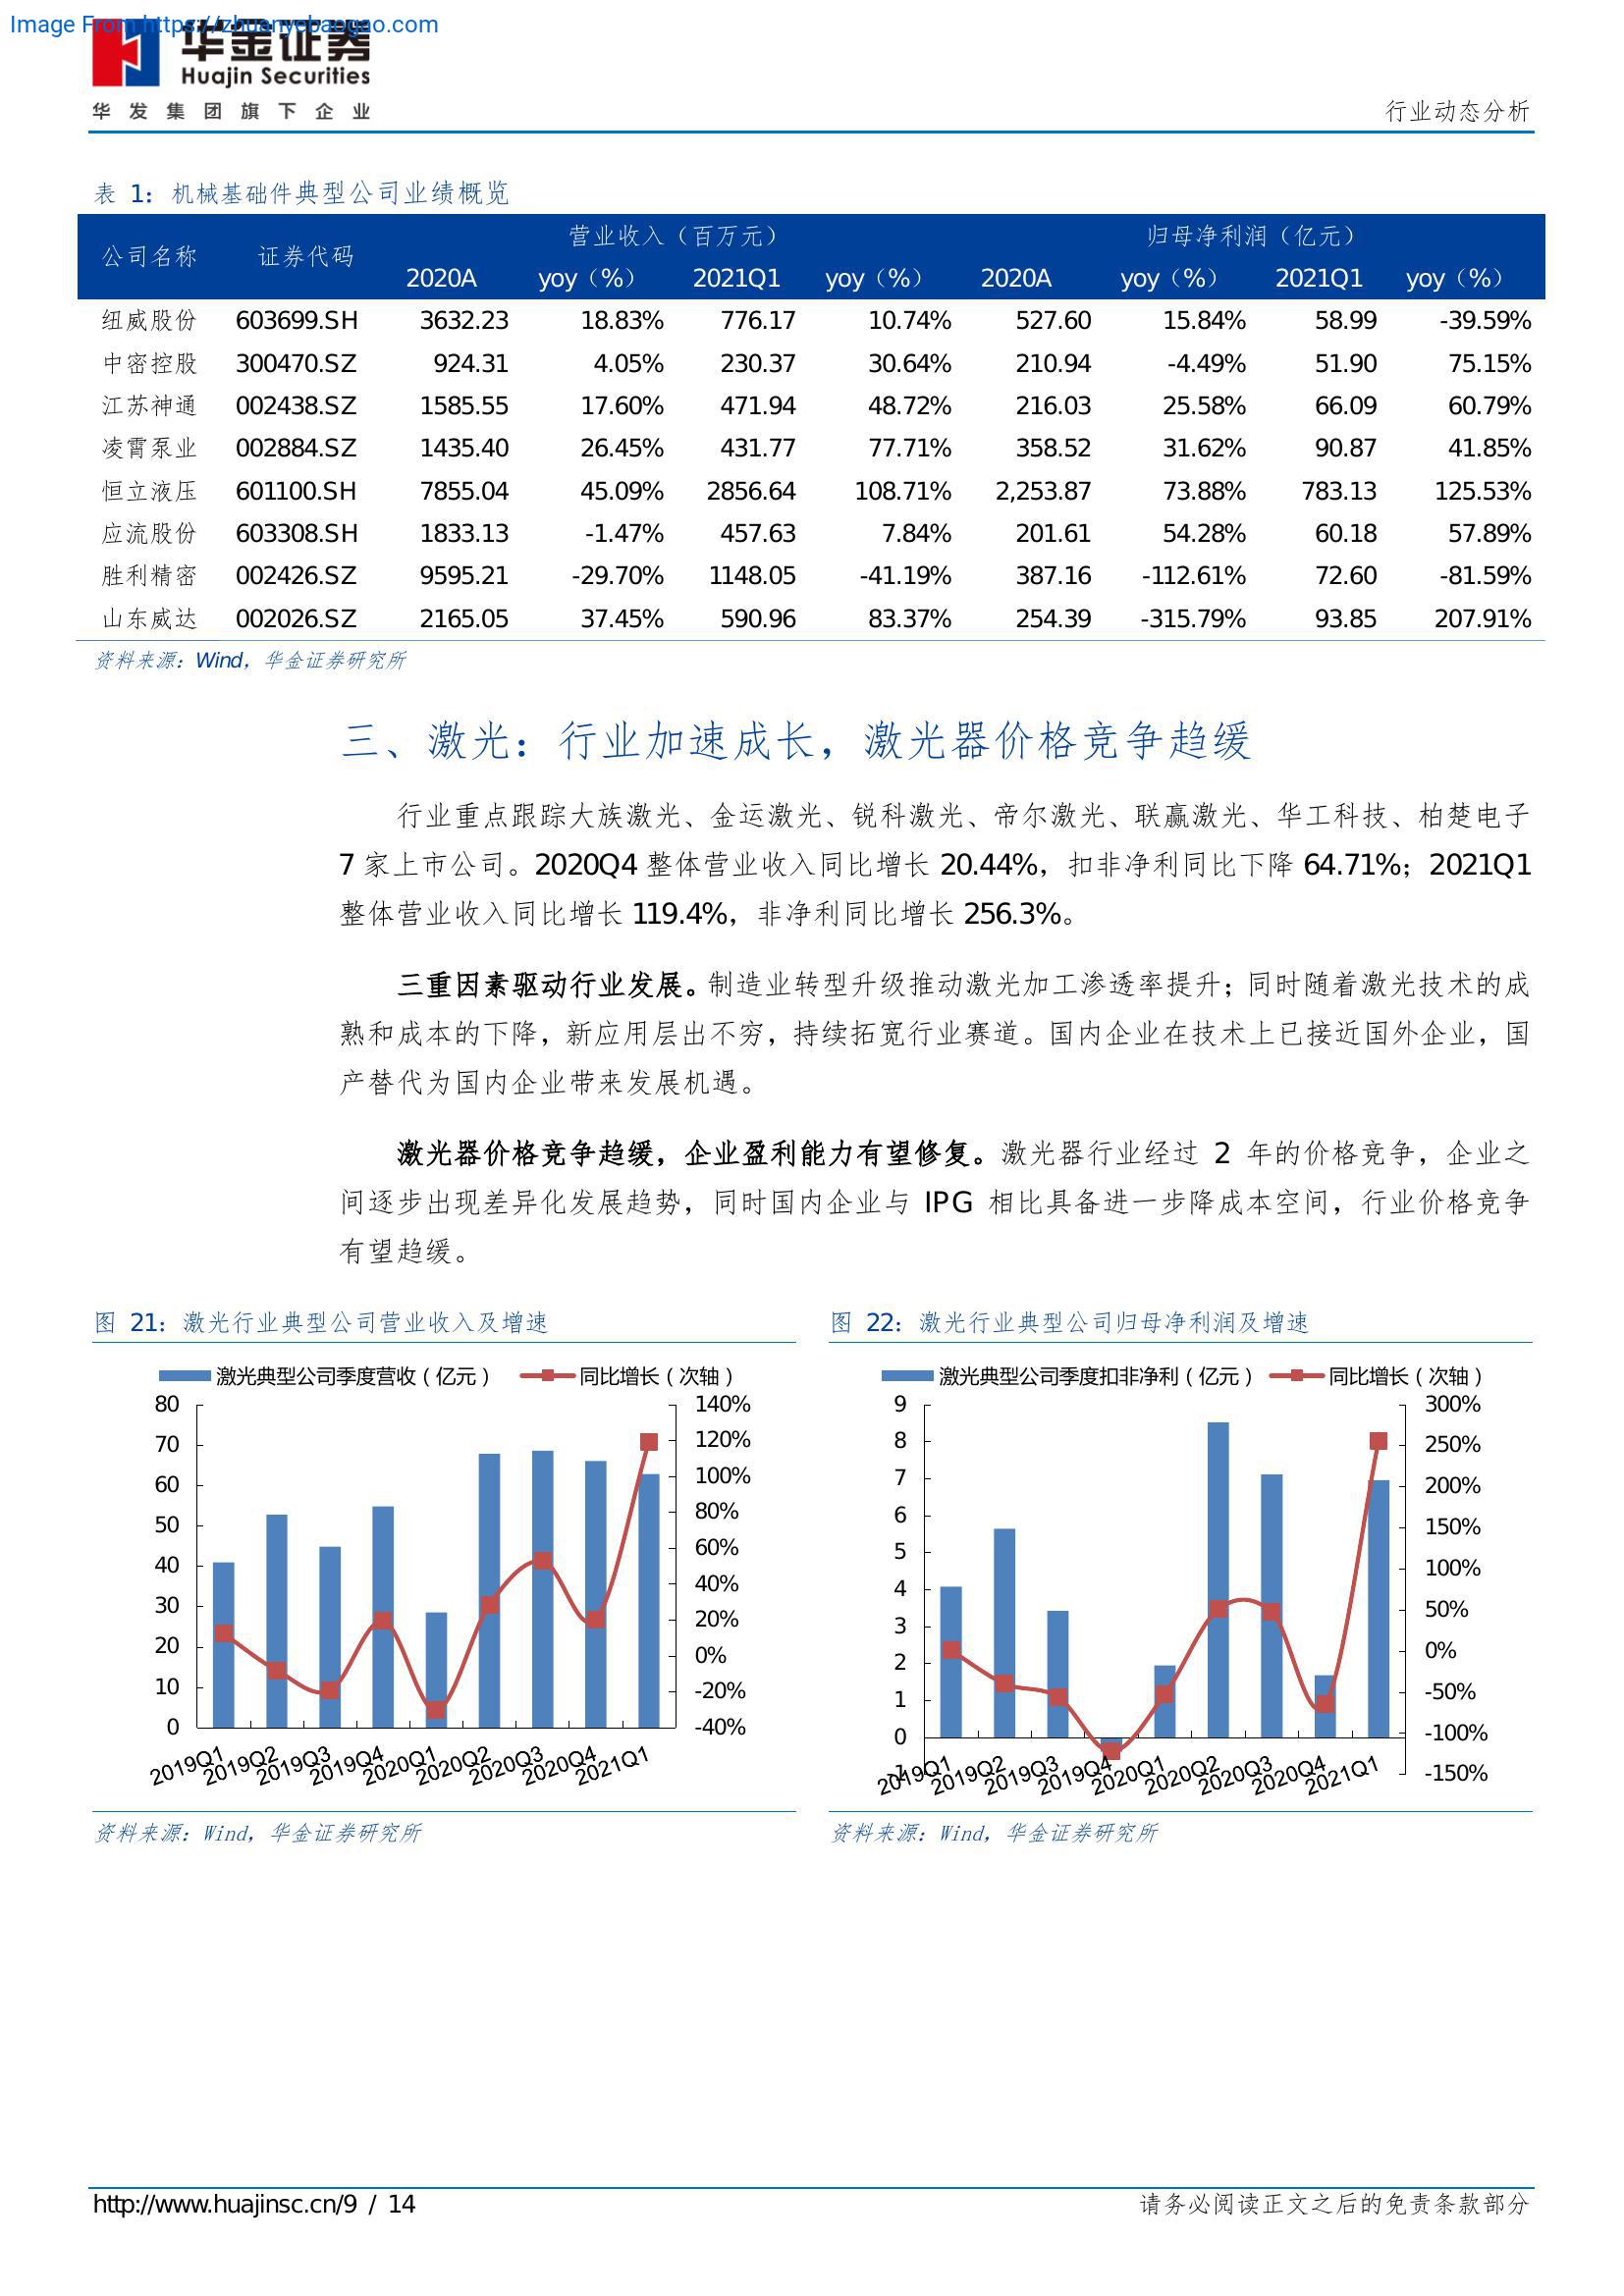 Image From https://zhuanyebaogao.com
华金证券
Huajin Securities
华发集团旗下企业
行业动态分析
表 1：机械基础件典型公司业绩概览
公司名称 证券代码 营业收入（百万元） 归母净利润（亿元）
2020A yoy（%） 2021Q1 yoy（%） 2020A yoy（%） 2021Q1 yoy（%）
纽威股份 603699.SH 3632.23 18.83% 776.17 10.74% 527.60 15.84% 58.99 -39.59%
中密控股 300470.SZ 924.31 4.05% 230.37 30.64% 210.94 -4.49% 51.90 75.15%
江苏神通 002438.SZ 1585.55 17.60% 471.94 48.72% 216.03 25.58% 66.09 60.79%
凌霄泵业 002884.SZ 1435.40 26.45% 431.77 77.71% 358.52 31.62% 90.87 41.85%
恒立液压 601100.SH 7855.04 45.09% 2856.64 108.71% 2,253.87 73.88% 783.13 125.53%
应流股份 603308.SH 1833.13 -1.47% 457.63 7.84% 201.61 54.28% 60.18 57.89%
胜利精密 002426.SZ 9595.21 -29.70% 1148.05 -41.19% 387.16 -112.61% 72.60 -81.59%
山东威达 002026.SZ 2165.05 37.45% 590.96 83.37% 254.39 -315.79% 93.85 207.91%
资料来源：Wind，华金证券研究所
三、激光：行业加速成长，激光器价格竞争趋缓
行业重点跟踪大族激光、金运激光、锐科激光、帝尔激光、联赢激光、华工科技、柏楚电子
7 家上市公司。2020Q4 整体营业收入同比增长 20.44%，扣非净利同比下降 64.71%；2021Q1
整体营业收入同比增长 119.4%，非净利同比增长 256.3%。
三重因素驱动行业发展。制造业转型升级推动激光加工渗透率提升；同时随着激光技术的成
熟和成本的下降，新应用层出不穷，持续拓宽行业赛道。国内企业在技术上已接近国外企业，国
产替代为国内企业带来发展机遇。
激光器价格竞争趋缓，企业盈利能力有望修复。激光器行业经过 2 年的价格竞争，企业之
间逐步出现差异化发展趋势，同时国内企业与 IPG 相比具备进一步降成本空间，行业价格竞争
有望趋缓。
图 21：激光行业典型公司营业收入及增速
激光典型公司季度营收（亿元） 同比增长（次轴）
80 140%
70 120%
60 100%
50 80%
40 60%
30 40%
20 20%
10 0%
0 -20%
-40%
2019Q1 2019Q2 2019Q3 2019Q4 2020Q1 2020Q2 2020Q3 2020Q4 2021Q1
资料来源：Wind，华金证券研究所
图 22：激光行业典型公司归母净利润及增速
激光典型公司季度扣非净利（亿元） 同比增长（次轴）
9 300%
8 250%
7 200%
6 150%
5 100%
4 50%
3 0%
2 -50%
1 -100%
0 -150%
-1
2019Q1 2019Q2 2019Q3 2019Q4 2020Q1 2020Q2 2020Q3 2020Q4 2021Q1
资料来源：Wind，华金证券研究所
http://www.huajinsc.cn/9 / 14
请务必阅读正文之后的免责条款部分